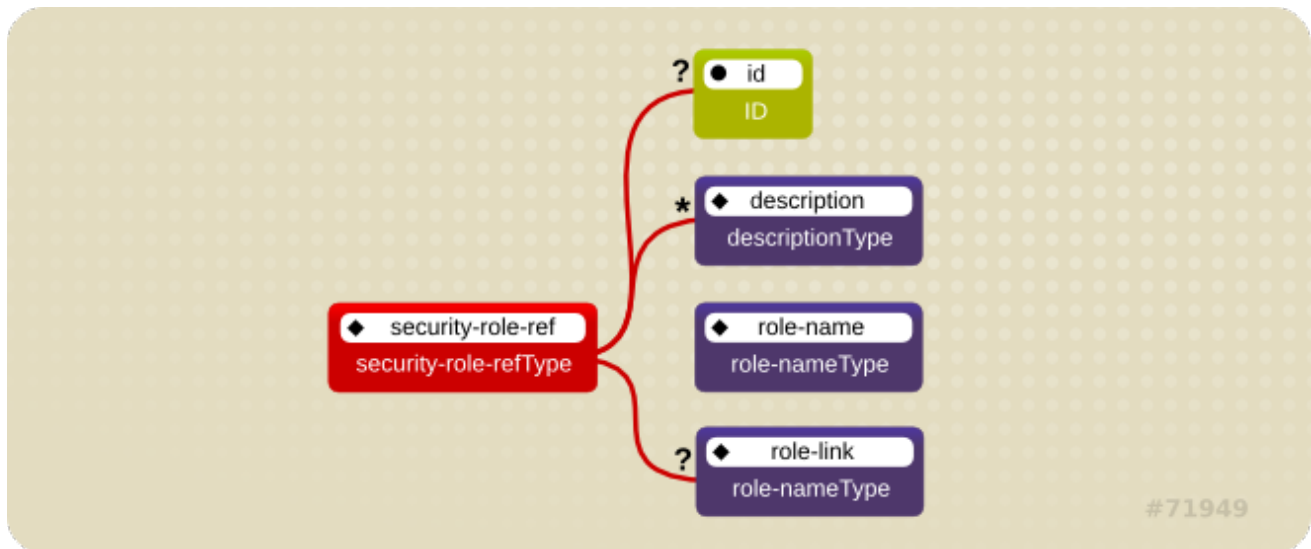 ?
id
ID
*
description
descriptionType
security-role-ref
security-role-refType
role-name
role-nameType
?
role-link
role-nameType
#71949